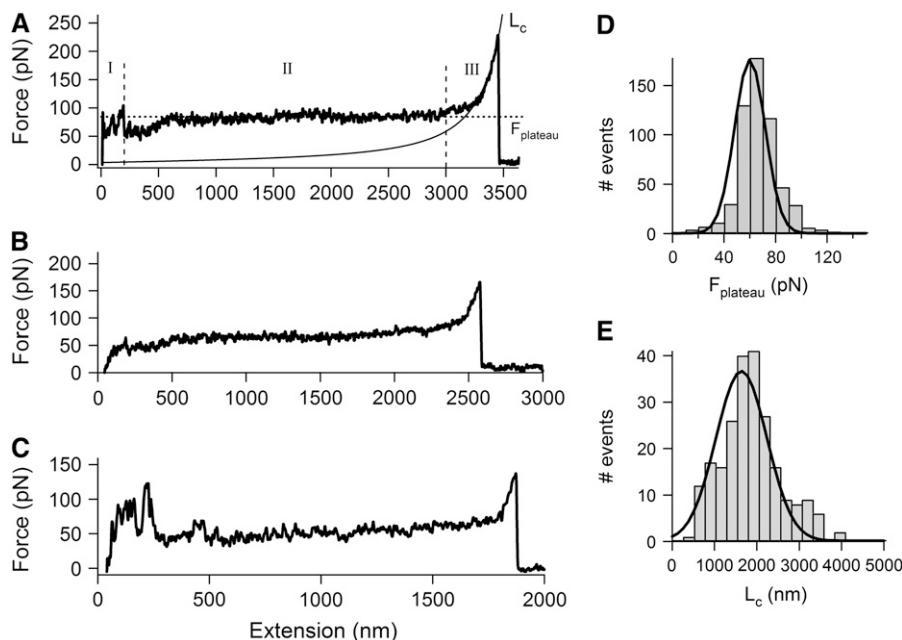 A
Force (pN)
250
200
150
100
50
0
I
II
III
Lc
Fplateau
0 500 1000 1500 2000 2500 3000 3500
B
Force (pN)
200
150
100
50
0
0 500 1000 1500 2000 2500 3000
C
Force (pN)
150
100
50
0
0 500 1000 1500 2000
Extension (nm)
D
# events
150
100
50
0
0 40 80 120
Fplateau (pN)
E
# events
40
30
20
10
0
0 1000 2000 3000 4000 5000
Lc (nm)